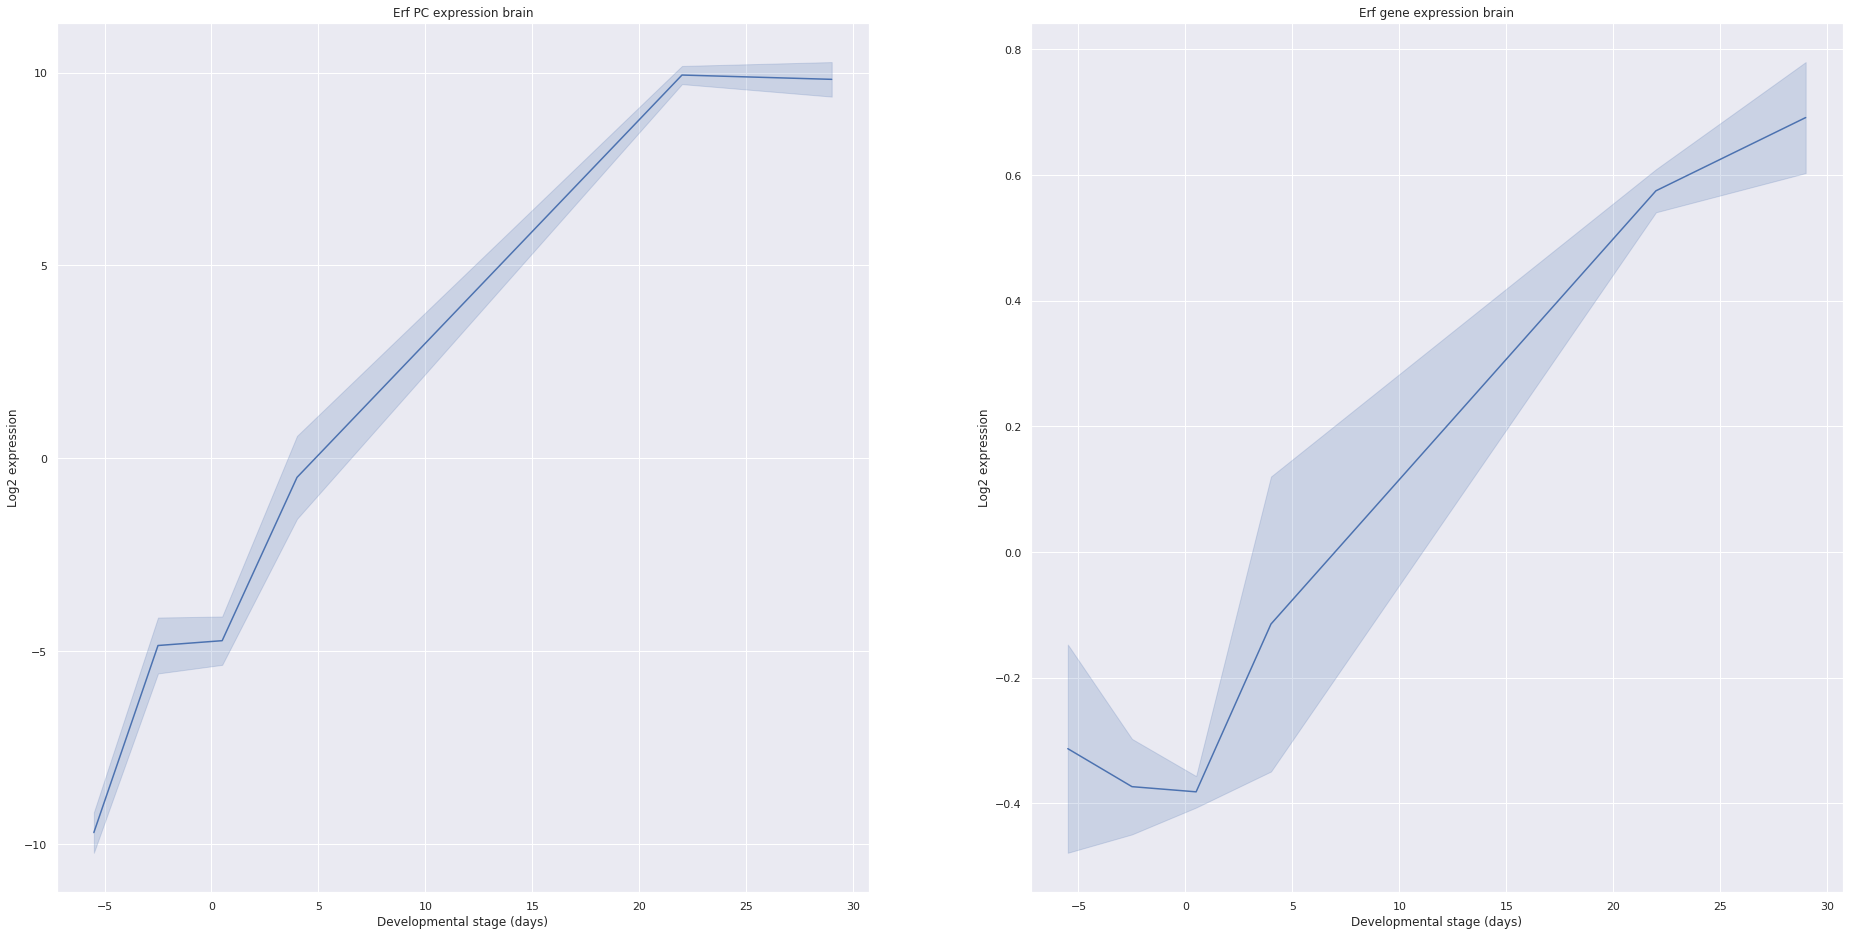 Erf PC expression brain
Log2 expression
10
5
0
−5
−10
−5 0 5 10 15 20 25 30
Developmental stage (days)
Erf gene expression brain
Log2 expression
0.8
0.6
0.4
0.2
0.0
−0.2
−0.4
−5 0 5 10 15 20 25 30
Developmental stage (days)